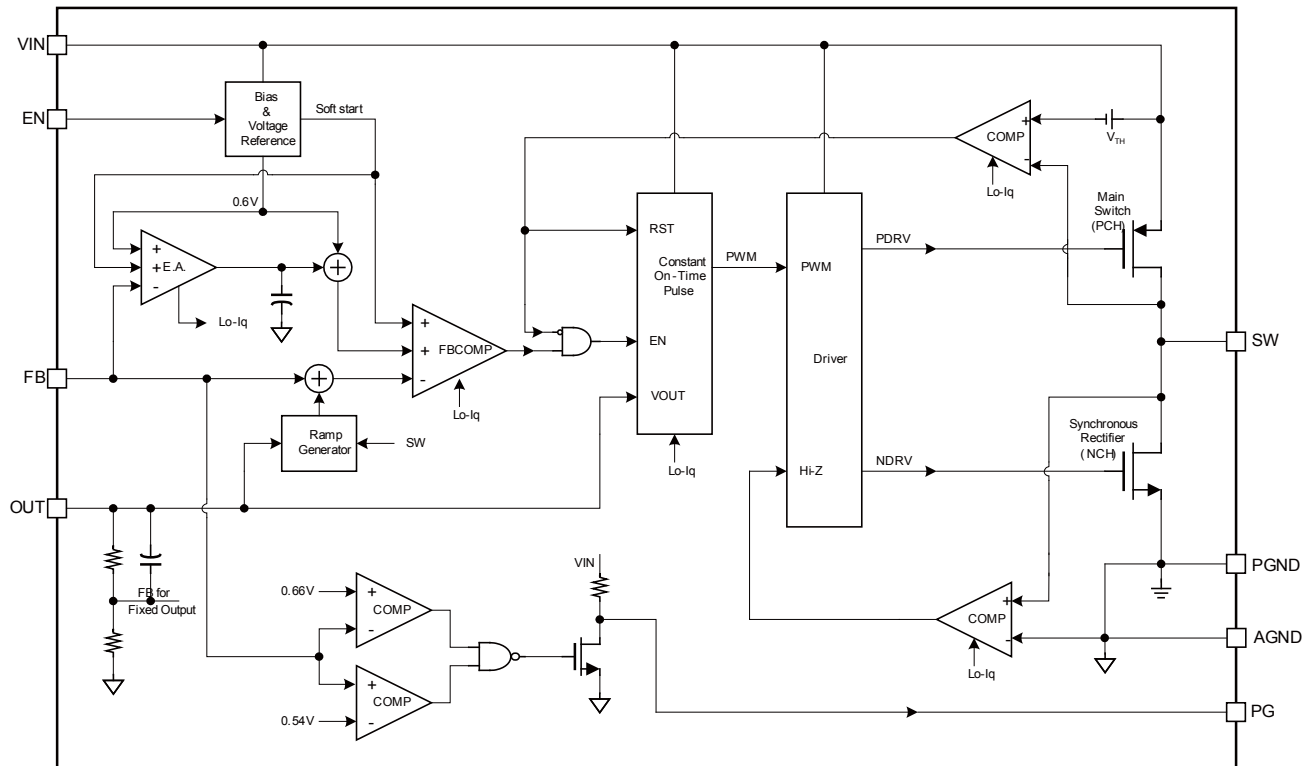 VIN
EN
Bias
&
Voltage
Reference
Soft start
+
COMP
-
VTH
Lo-Iq
Main
Switch
(PCH)
0.6V
+
+
E.A.
-
+
Lo-Iq
RST
Constant
On-Time
Pulse
EN
VOUT
PWM
PWM
Driver
Hi-Z
PDRV
NDRV
+
+
FBCOMP
-
Lo-Iq
Lo-Iq
SW
FB
+
Ramp
Generator
SW
Synchronous
Rectifier
(NCH)
OUT
FB for
Fixed Output
0.66V
+
COMP
-
+
COMP
0.54V
-
VIN
+
COMP
-
Lo-Iq
PGND
AGND
PG